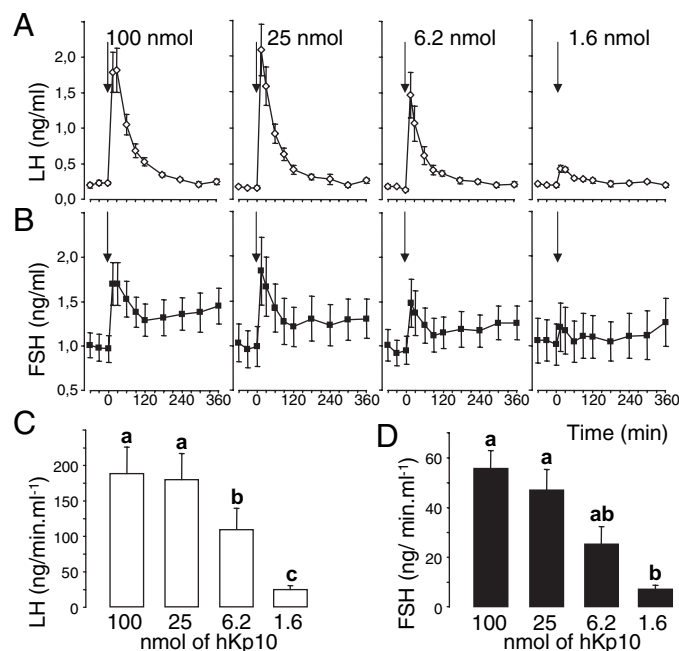 A
100 nmol 25 nmol 6.2 nmol 1.6 nmol
LH (ng/ml)
2,0
1,5
1,0
0,5
0,0
B
FSH (ng/ml)
2,0
1,5
1,0
0,5
0 120 240 360 0 120 240 360 0 120 240 360 0 120 240 360
Time (min)
C
LH (ng/min.ml⁻¹)
200
175
150
125
100
75
50
25
0
a a b c
100 25 6.2 1.6
nmol of hKp10
D
FSH (ng/ min.ml⁻¹)
60
40
20
0
a a ab b
100 25 6.2 1.6
nmol of hKp10